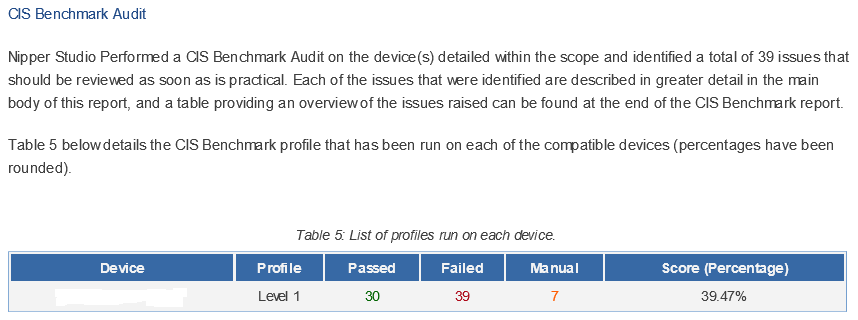 CIS Benchmark Audit
Nipper Studio Performed a CIS Benchmark Audit on the device(s) detailed within the scope and identified a total of 39 issues that
should be reviewed as soon as is practical. Each of the issues that were identified are described in greater detail in the main
body of this report, and a table providing an overview of the issues raised can be found at the end of the CIS Benchmark report.
Table 5 below details the CIS Benchmark profile that has been run on each of the compatible devices (percentages have been
rounded).
Table 5: List of profiles run on each device.
Device Profile Passed Failed Manual Score (Percentage)
Level 1 30 39 7 39.47%